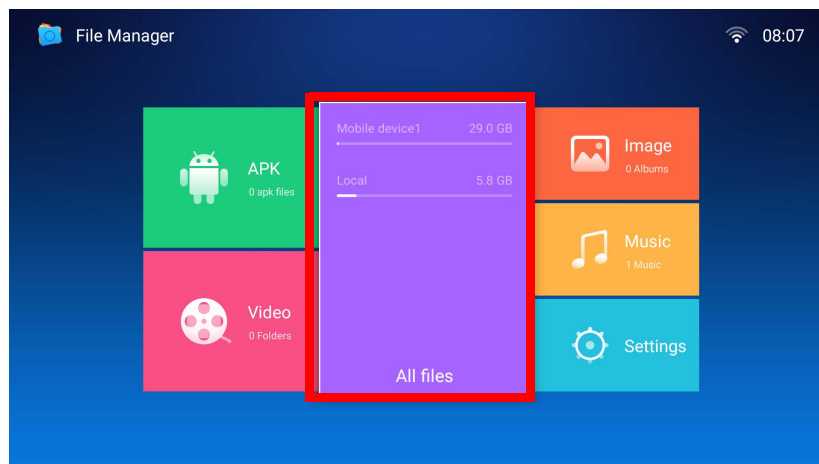 File Manager
08:07
APK
0 apk files
Video
0 Folders
Mobile device1 29.0 GB
Local 5.8 GB
All files
Image
0 Albums
Music
1 Music
Settings